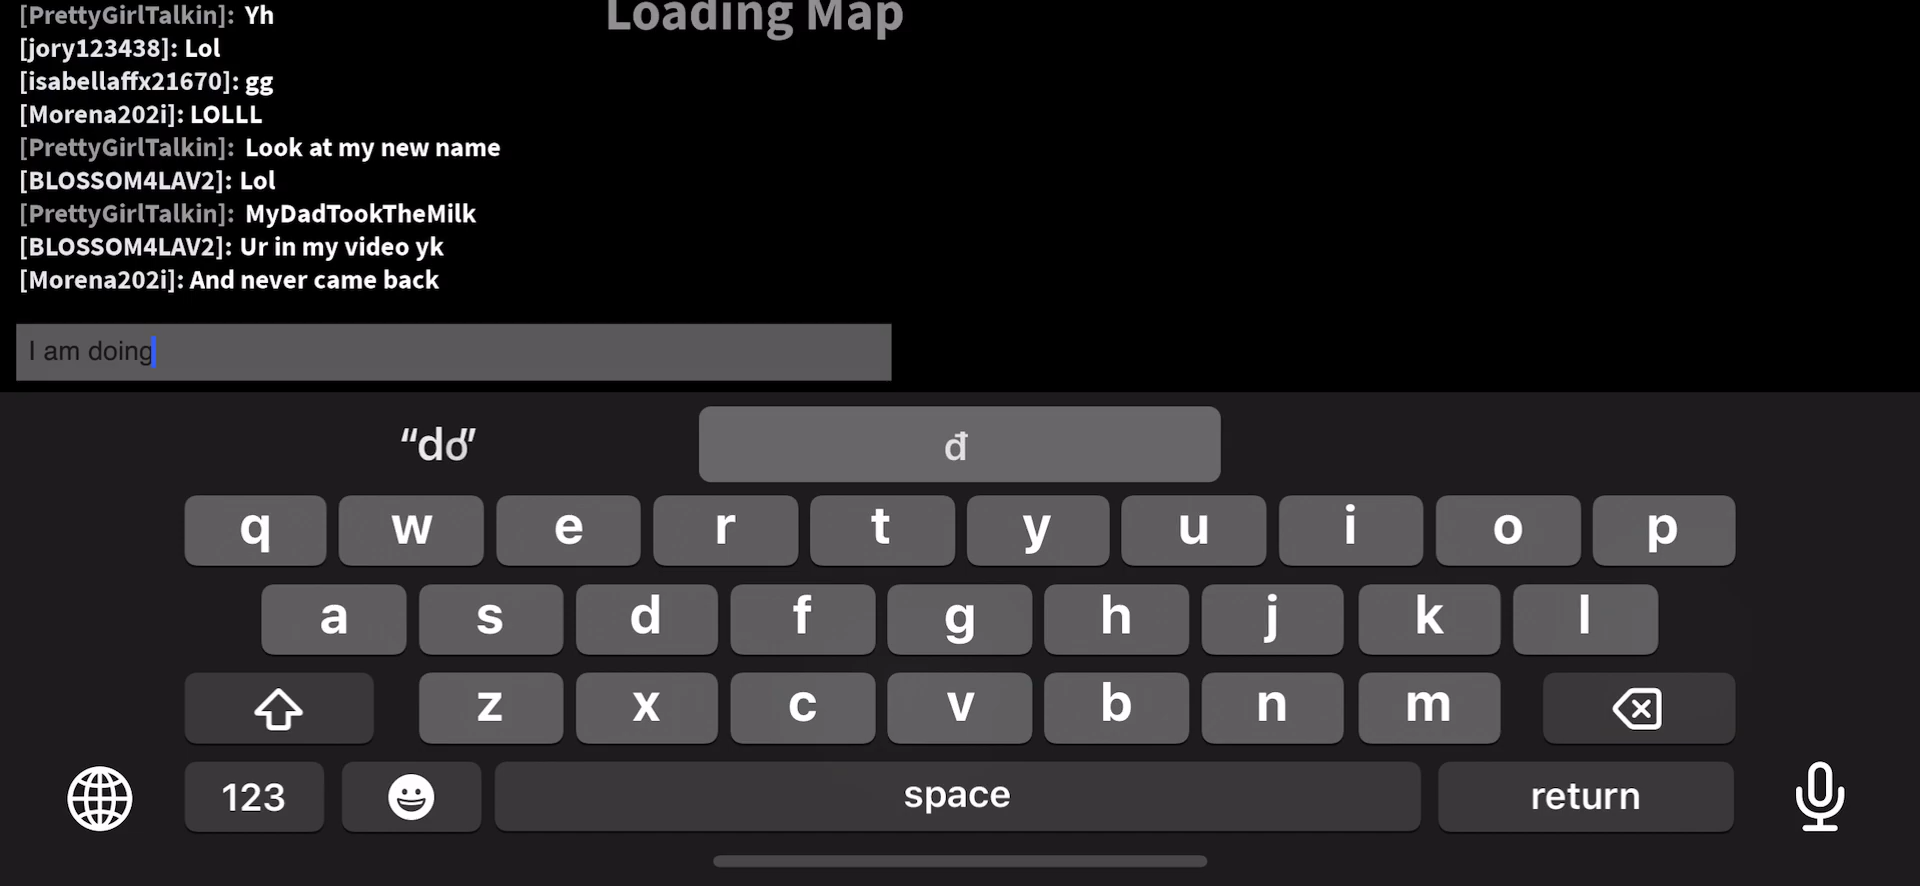 [PrettyGirlTalkin]: Yh
Loading Map
[jory123438]: Lol
[isabellaffx21670]: gg
[Morena202i]: LOLLL
[PrettyGirlTalkin]: Look at my new name
[BLOSSOM4LAV2]: Lol
[PrettyGirlTalkin]: MyDadTookTheMilk
[BLOSSOM4LAV2]: Ur in my video yk
[Morena202i]: And never came back
I am doing
“dơ” đ
q w e r t y u i o p
a s d f g h j k l
z x c v b n m
123 space return